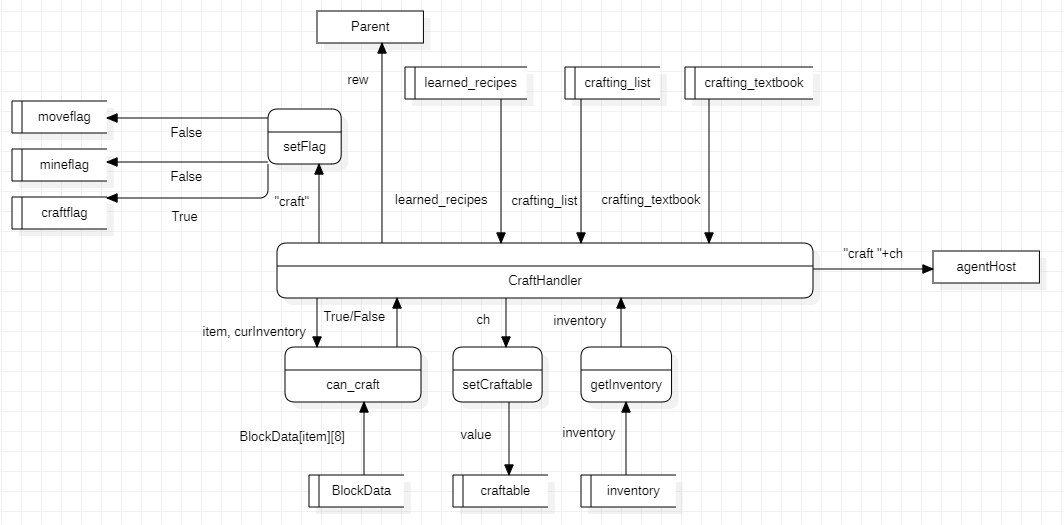 Parent
rew
learned_recipes
crafting_list
crafting_textbook
moveflag
False
setFlag
mineflag
False
craftflag
True
"craft"
learned_recipes
crafting_list
crafting_textbook
CraftHandler
"craft "+ch
agentHost
item, curInventory
True/False
ch
inventory
can_craft
setCraftable
getInventory
BlockData[item][8]
value
inventory
BlockData
craftable
inventory